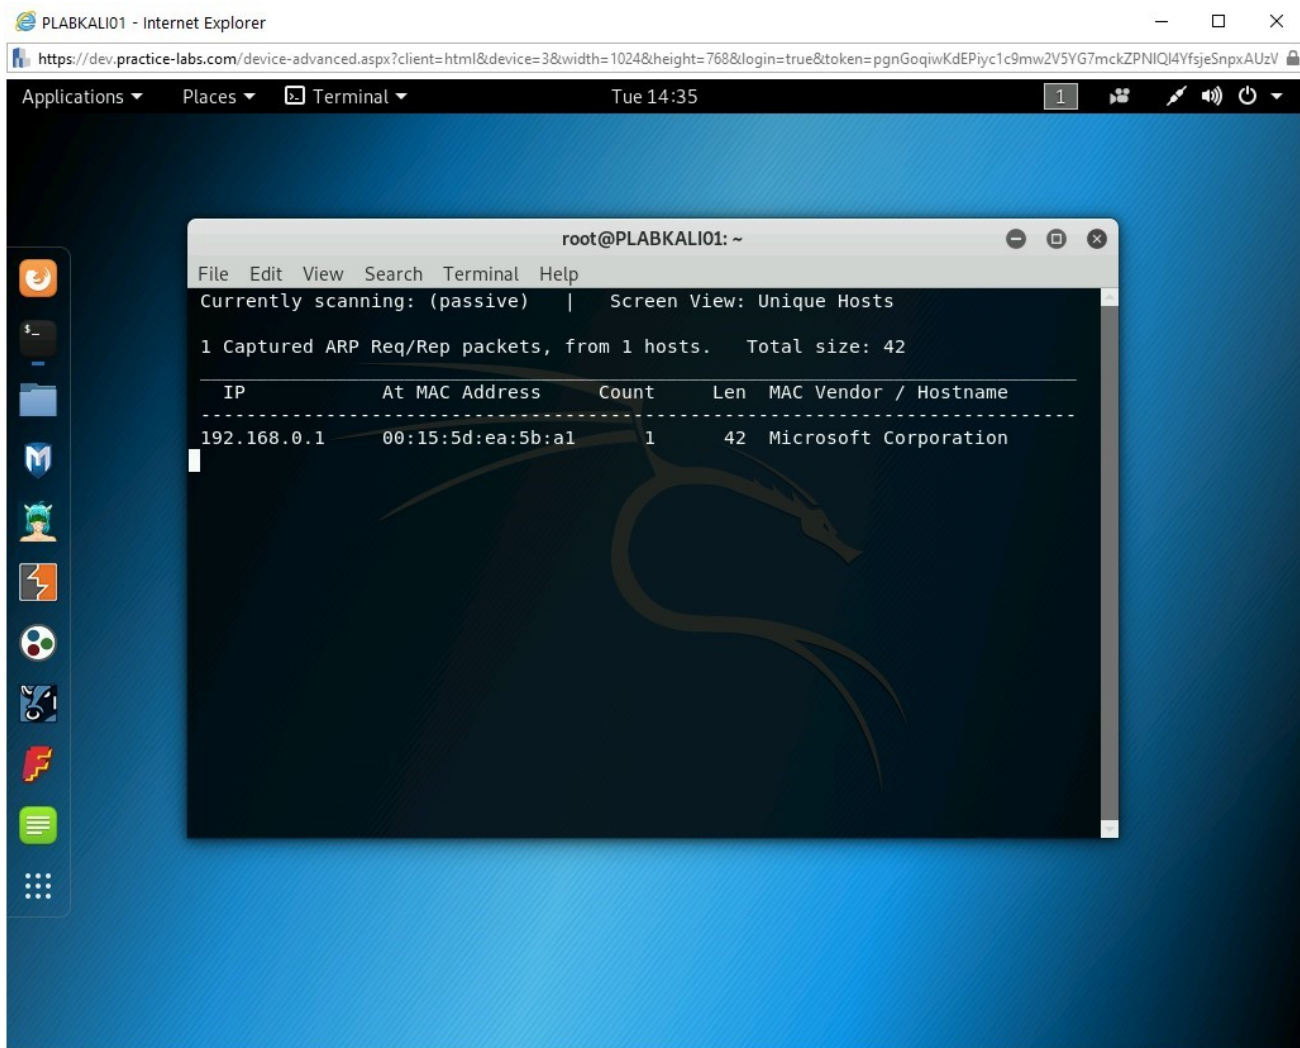 PLABKALI01 - Internet Explorer
https://dev.practice-labs.com/device-advanced.aspx?client=html&device=3&width=1024&height=768&login=true&token=pgnGoqiwKdEPiyc1c9mw2V5YG7mckZPNIQI4YfsjeSnpxAUzV
Applications Places Terminal Tue 14:35 1
root@PLABKALI01: ~
File Edit View Search Terminal Help
Currently scanning: (passive) | Screen View: Unique Hosts
1 Captured ARP Req/Rep packets, from 1 hosts. Total size: 42
IP At MAC Address Count Len MAC Vendor / Hostname
-----------------------------------------------------------------------------
192.168.0.1 00:15:5d:ea:5b:a1 1 42 Microsoft Corporation
$_